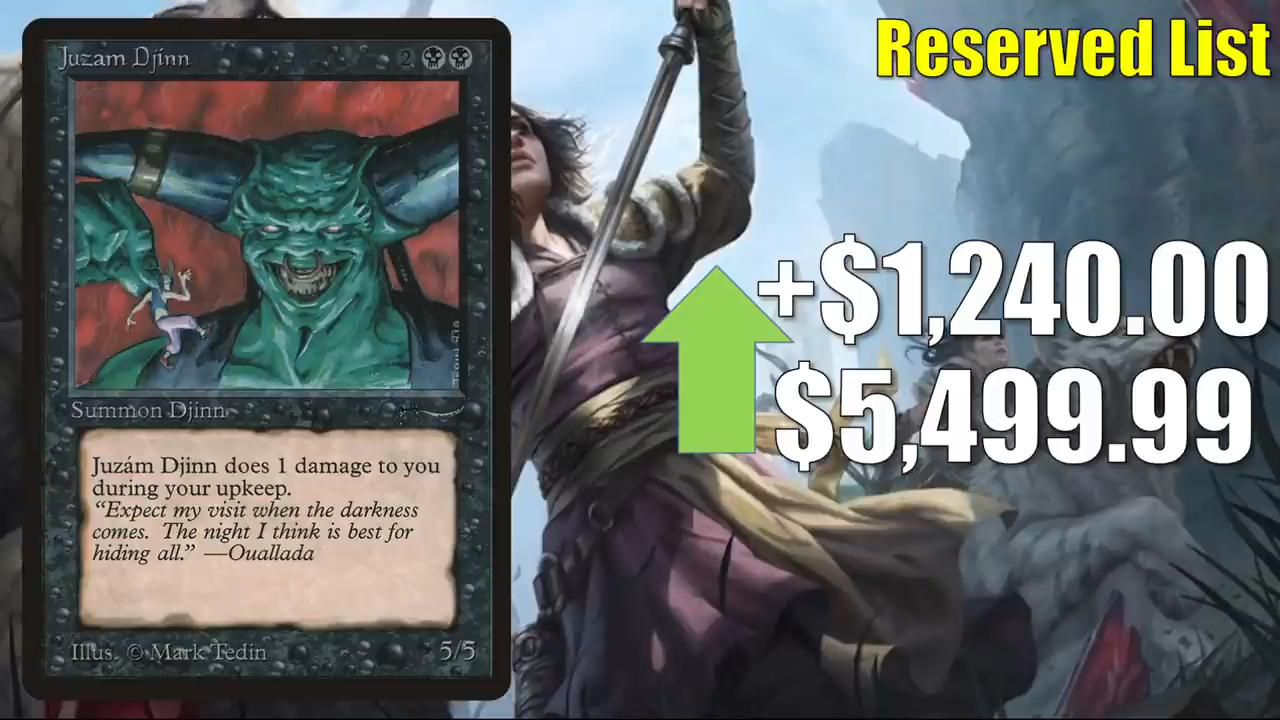 Juzam Djinn 2
Reserved List
+$1,240.00
$5,499.99
Summon Djinn
Juzám Djinn does 1 damage to you
during your upkeep.
“Expect my visit when the darkness
comes. The night I think is best for
hiding all.” —Ouallada
Illus. © Mark Tedin 5/5